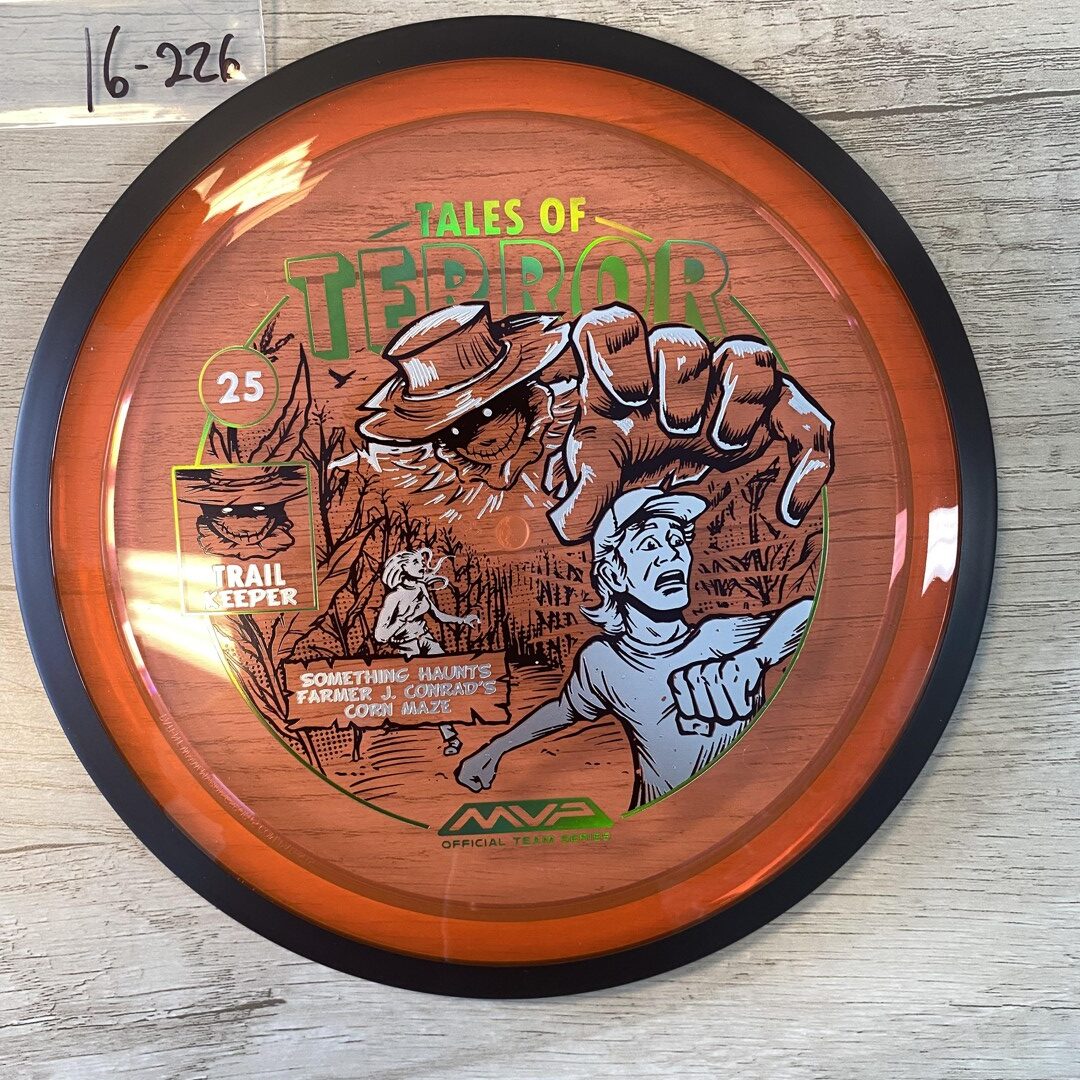 16-226
TALES OF
TERROR
25
TRAIL
KEEPER
SOMETHING HAUNTS
FARMER J. CONRAD'S
CORN MAZE
MVP
OFFICIAL TEAM SERIES